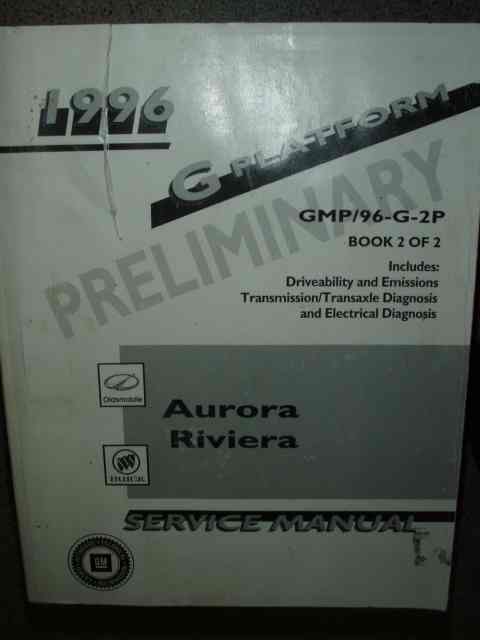 1996
G PLATFORM
PRELIMINARY
GMP/96-G-2P
BOOK 2 OF 2
Includes:
Driveability and Emissions
Transmission/Transaxle Diagnosis
and Electrical Diagnosis
Oldsmobile
Aurora
Riviera
BUICK
SERVICE MANUAL
GM